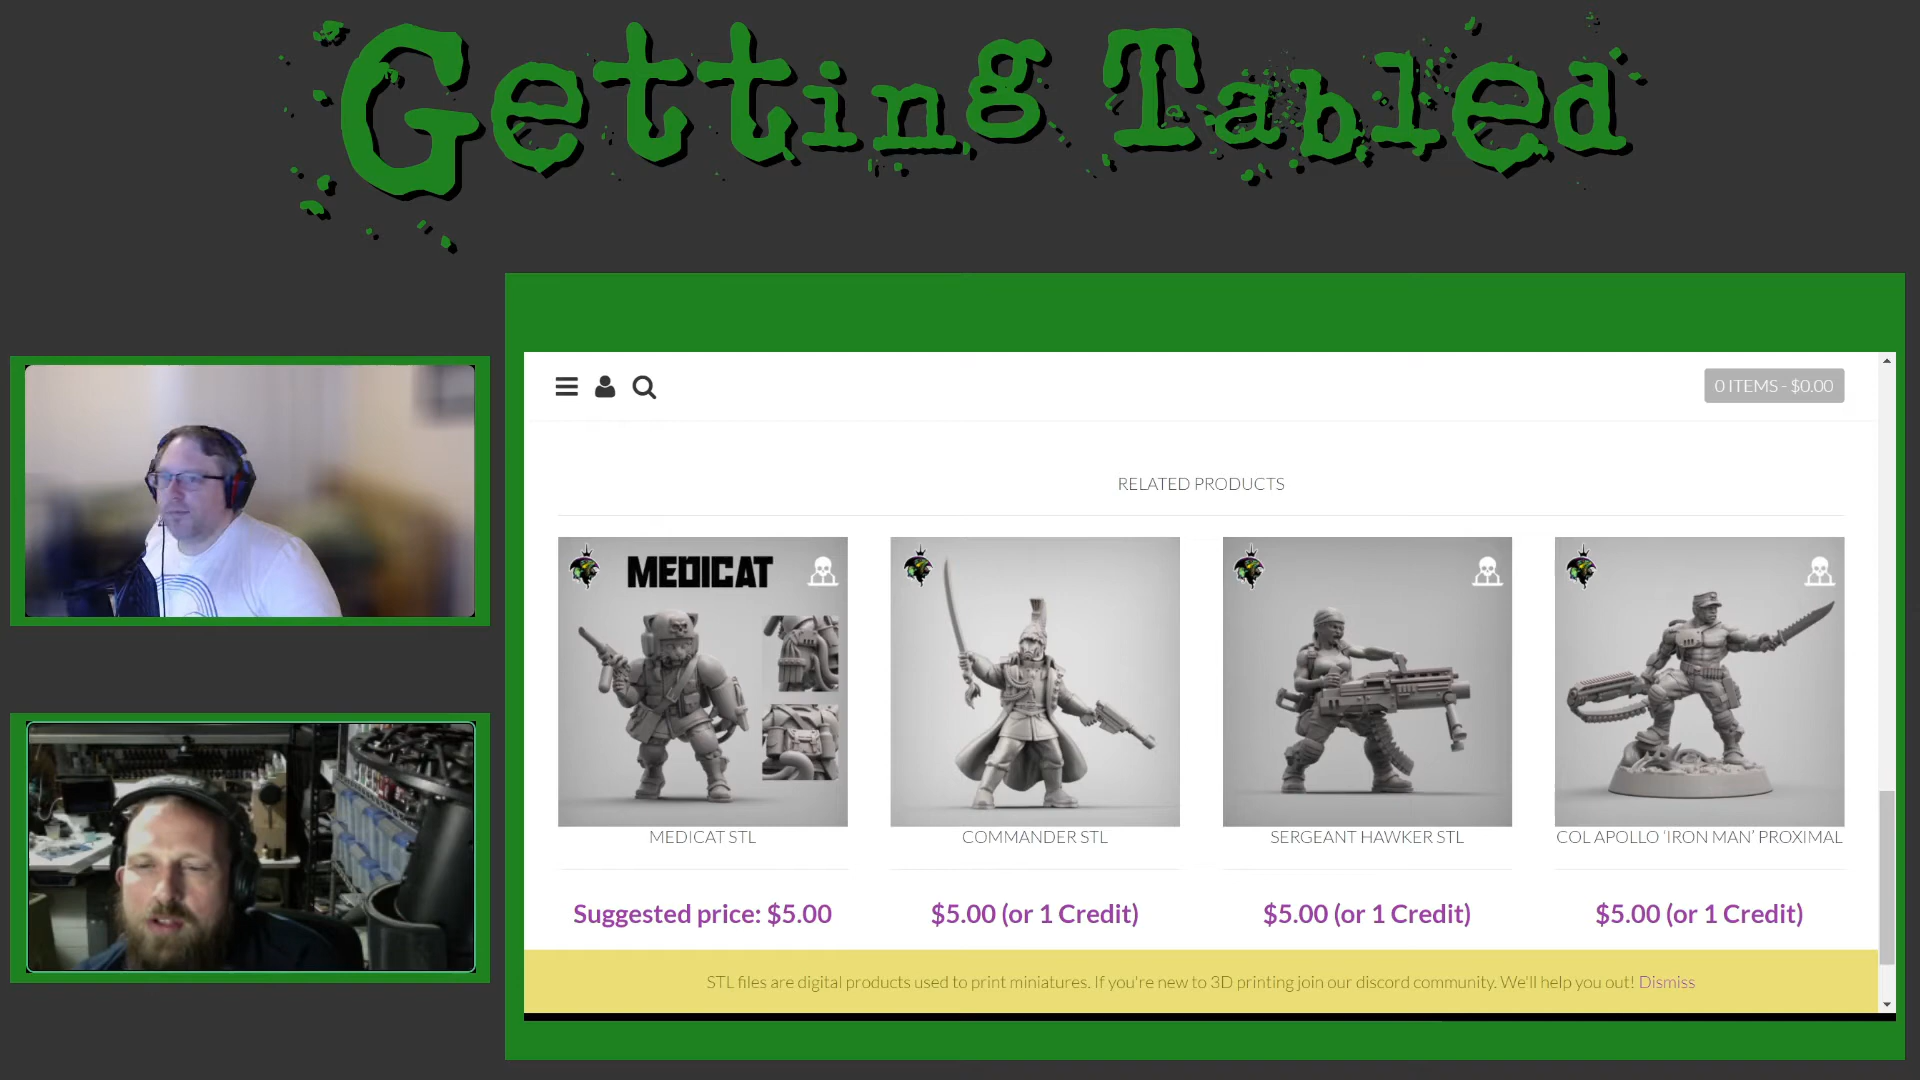 Getting Tabled
0 ITEMS - $0.00
RELATED PRODUCTS
MEDICAT
MEDICAT STL
COMMANDER STL
SERGEANT HAWKER STL
COL APOLLO ‘IRON MAN’ PROXIMAL
Suggested price: $5.00
$5.00 (or 1 Credit)
$5.00 (or 1 Credit)
$5.00 (or 1 Credit)
STL files are digital products used to print miniatures. If you're new to 3D printing join our discord community. We'll help you out! Dismiss